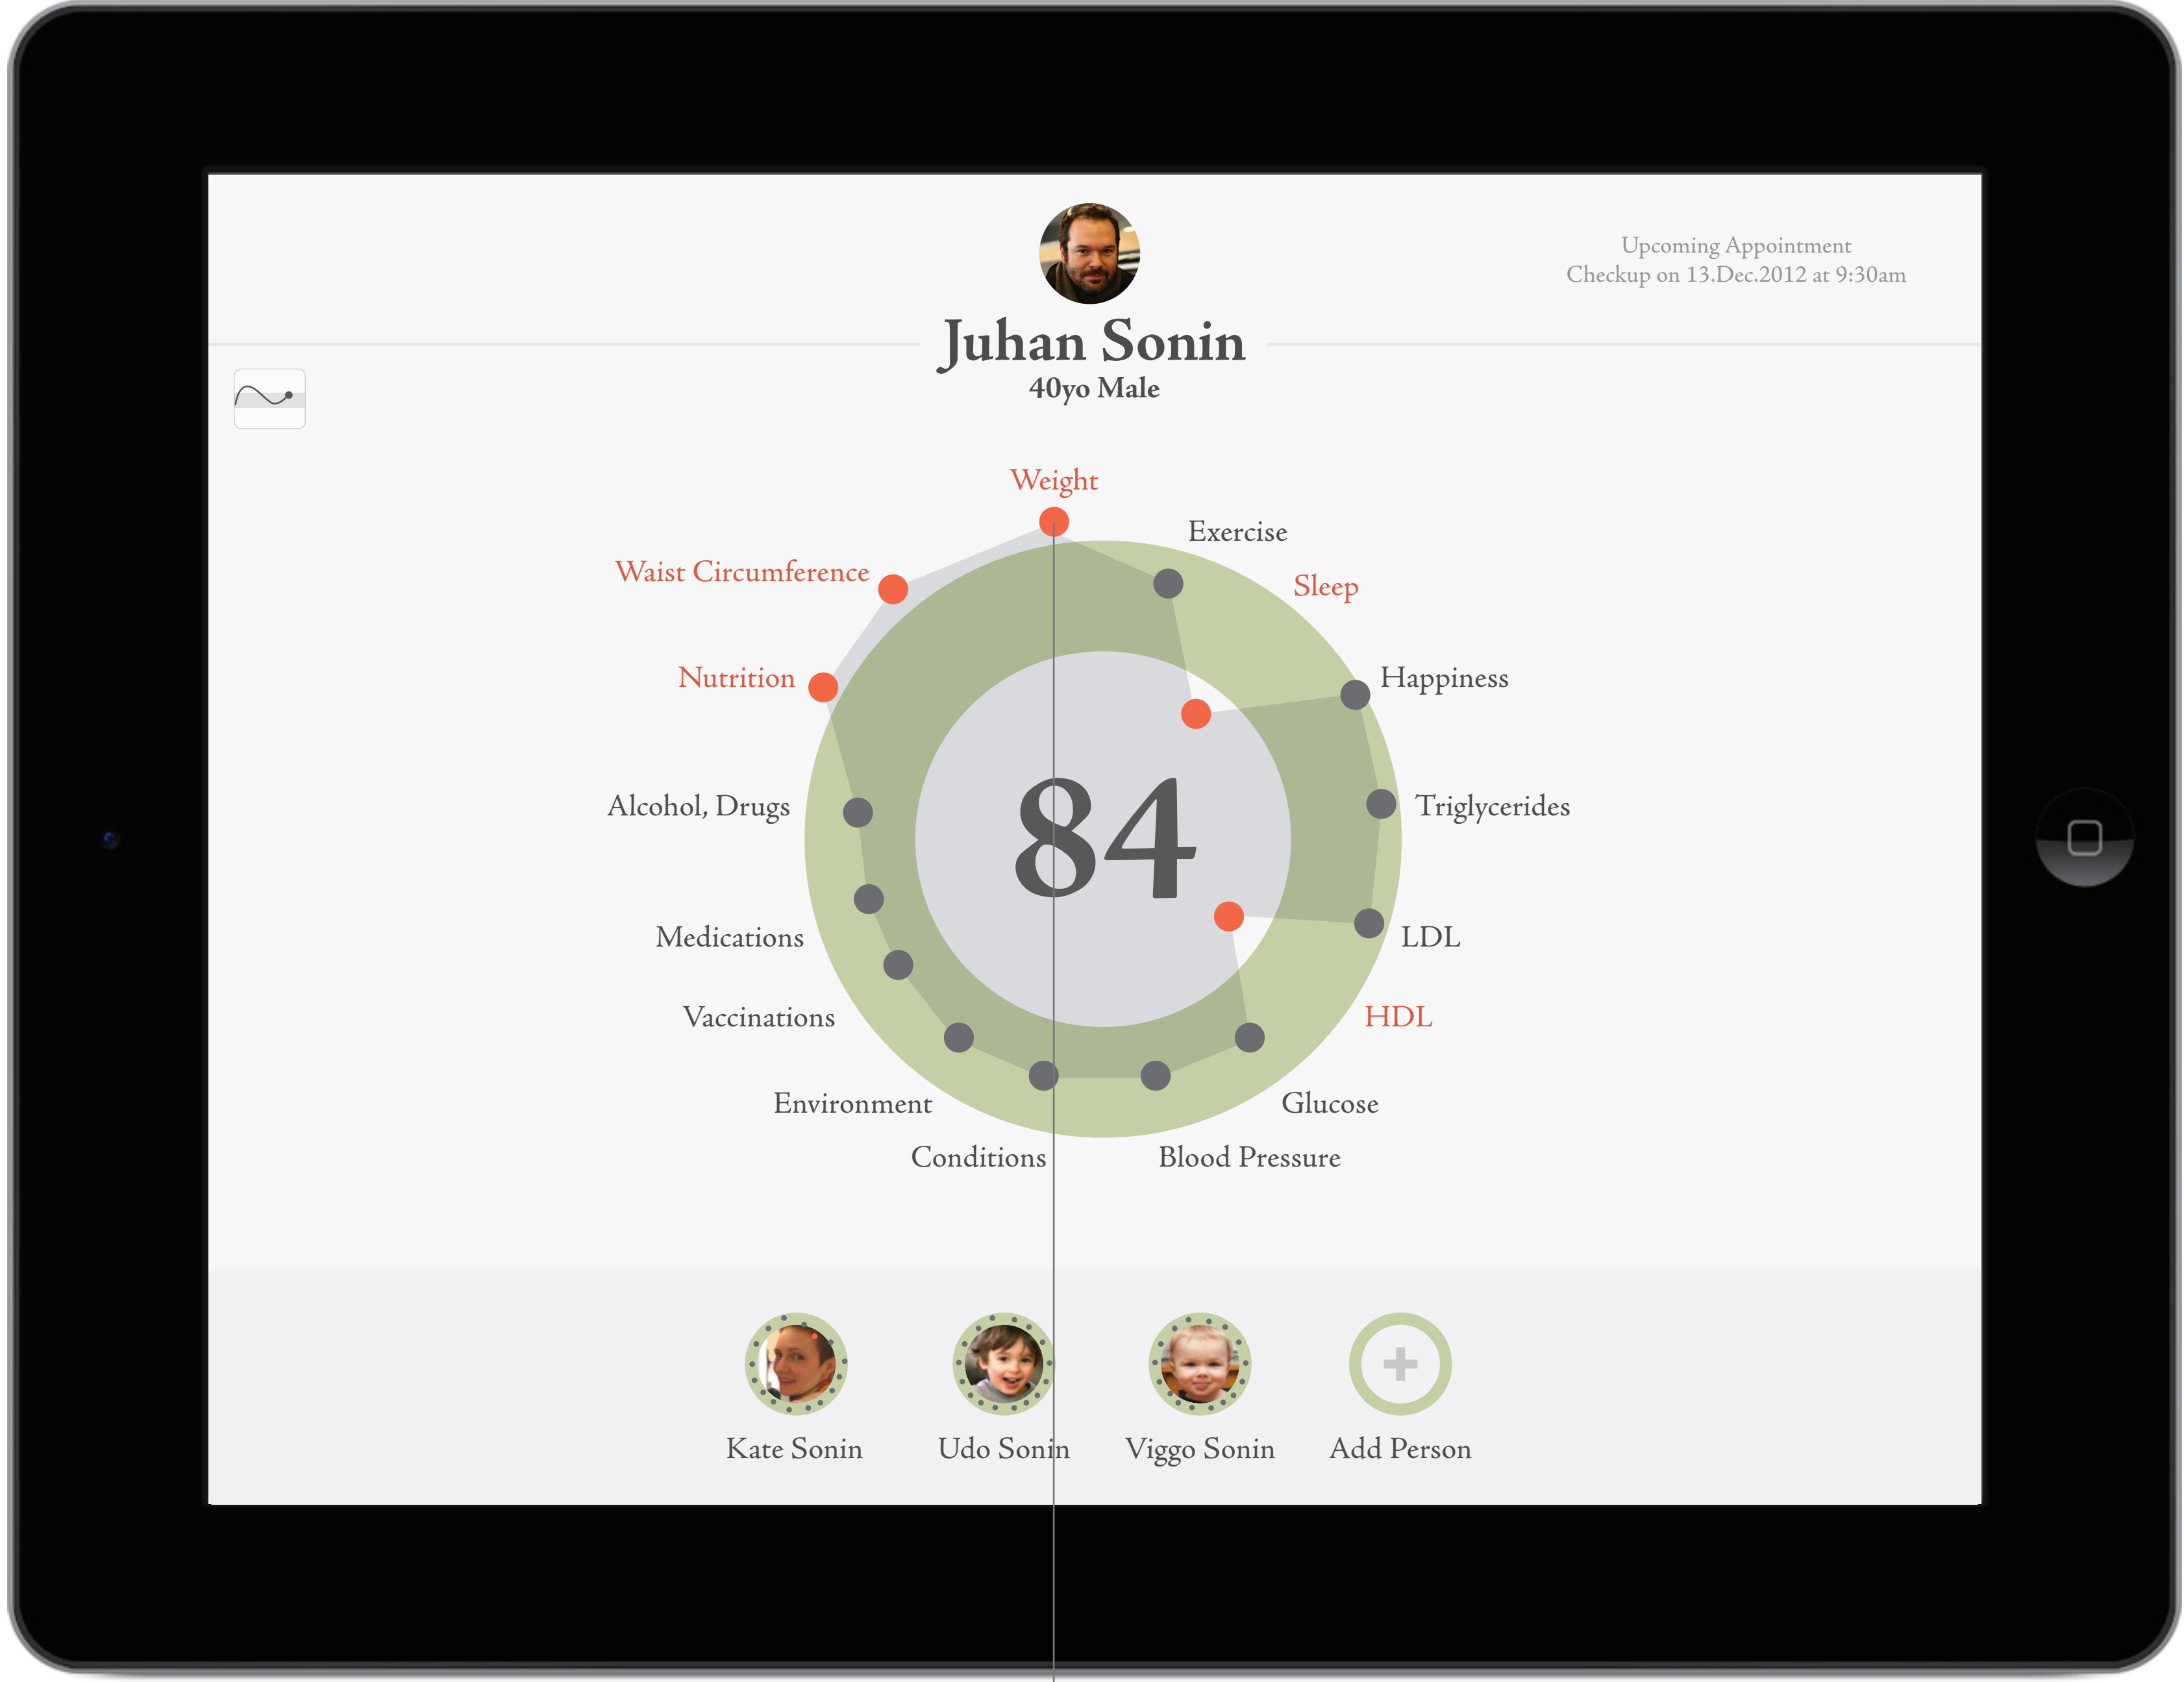 Upcoming Appointment
Checkup on 13.Dec.2012 at 9:30am
Juhan Sonin
40yo Male
Weight
Exercise
Waist Circumference
Sleep
Nutrition
Happiness
Alcohol, Drugs
84
Triglycerides
Medications
LDL
Vaccinations
HDL
Environment
Glucose
Conditions
Blood Pressure
Kate Sonin
Udo Sonin
Viggo Sonin
Add Person